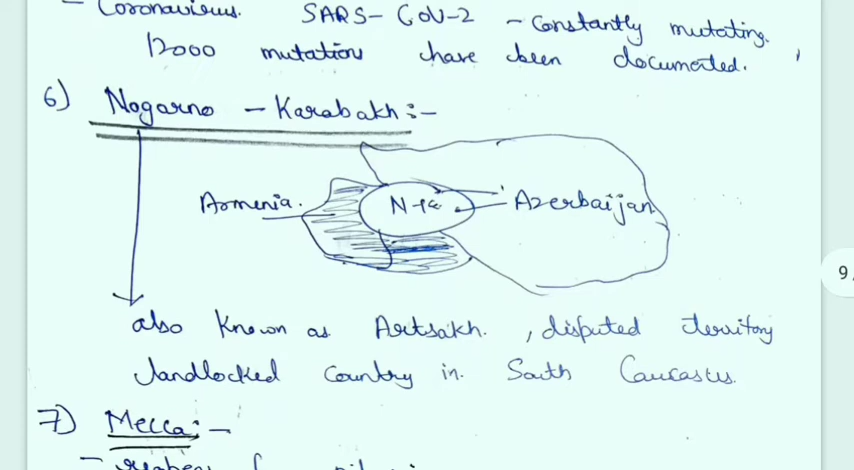 - Coronavirus. SARS-CoV-2 - Constantly mutating.
12000 mutation have been documented.
6) Nogarno - Karabakh:-
Armenia. N-K Azerbaijan
also known as Artsakh. , disputed territory
landlocked country in. South Caucasus.
7) Mecca:-
9